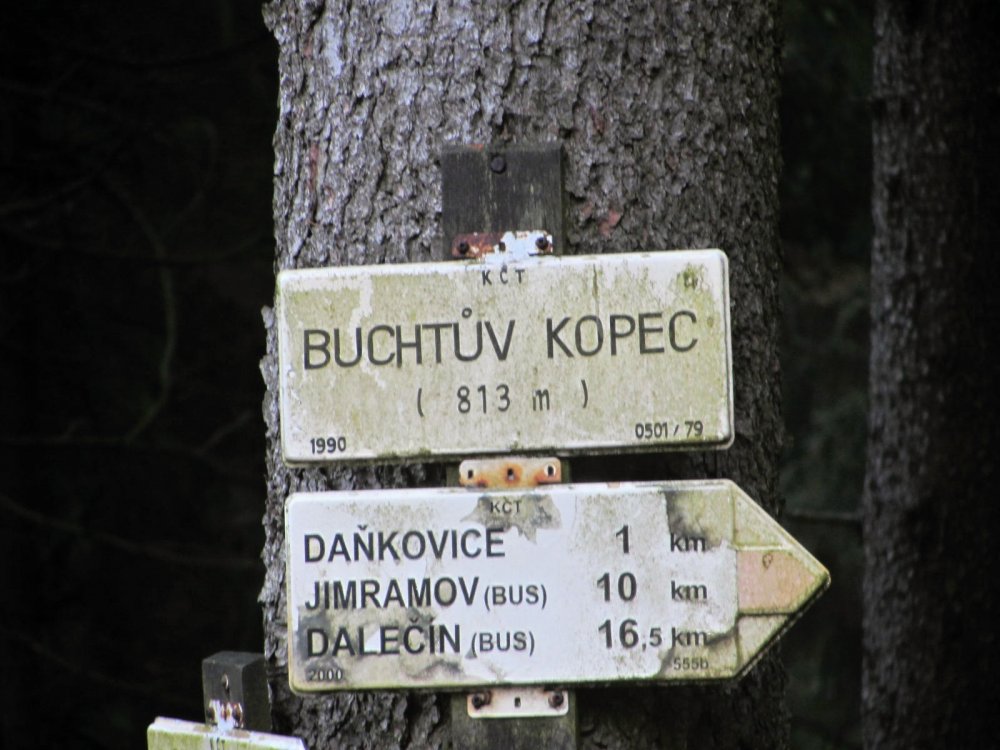 KČT
BUCHTŮV KOPEC
( 813 m )
1990 0501/79
KČT
DAŇKOVICE 1 km
JIMRAMOV (BUS) 10 km
DALEČÍN (BUS) 16,5 km
2000 555b